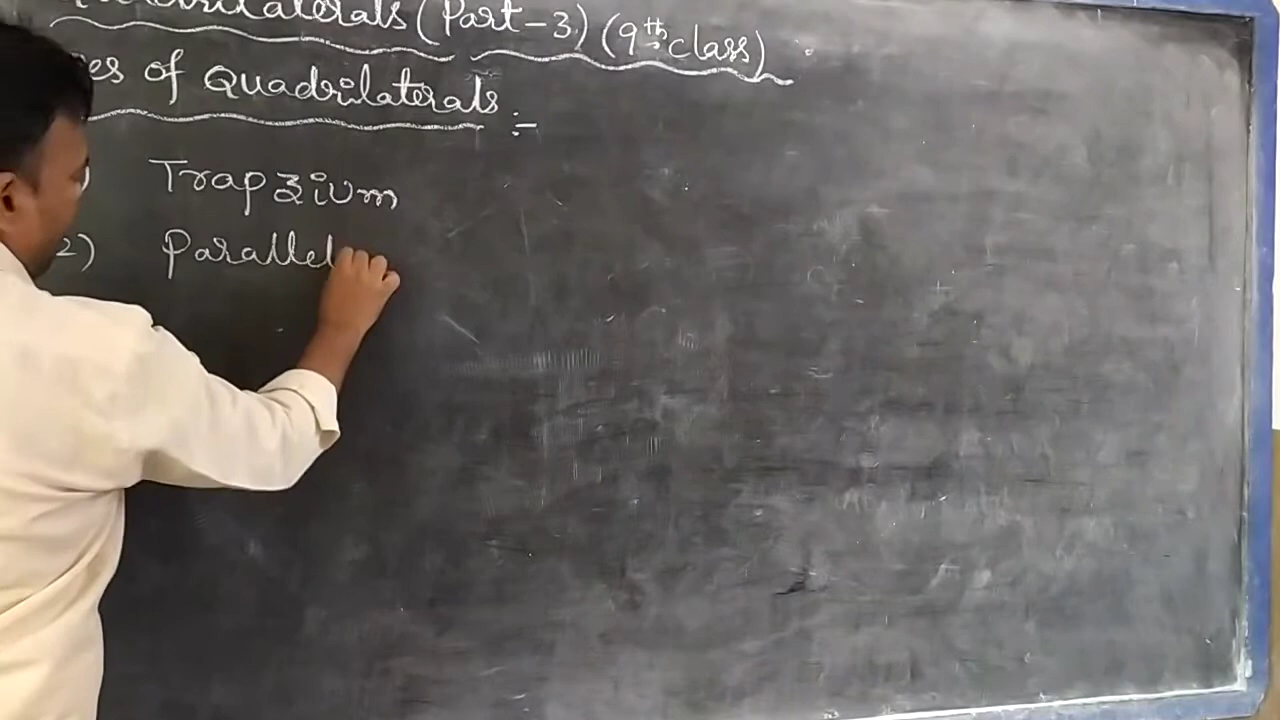 (Part-3) (9th class)
of Quadrilaterals :-
Trapzium
2) Parallel